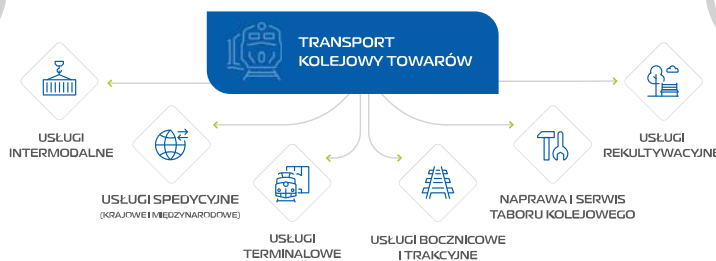 TRANSPORT
KOLEJOWY TOWARÓW
USŁUGI
INTERMODALNE
USŁUGI SPEDYCYJNE
(KRAJOWE I MIĘDZYNARODOWE)
USŁUGI
TERMINALOWE
USŁUGI BOCZNICOWE
I TRAKCYJNE
NAPRAWA I SERWIS
TABORU KOLEJOWEGO
USŁUGI
REKULTYWACYJNE